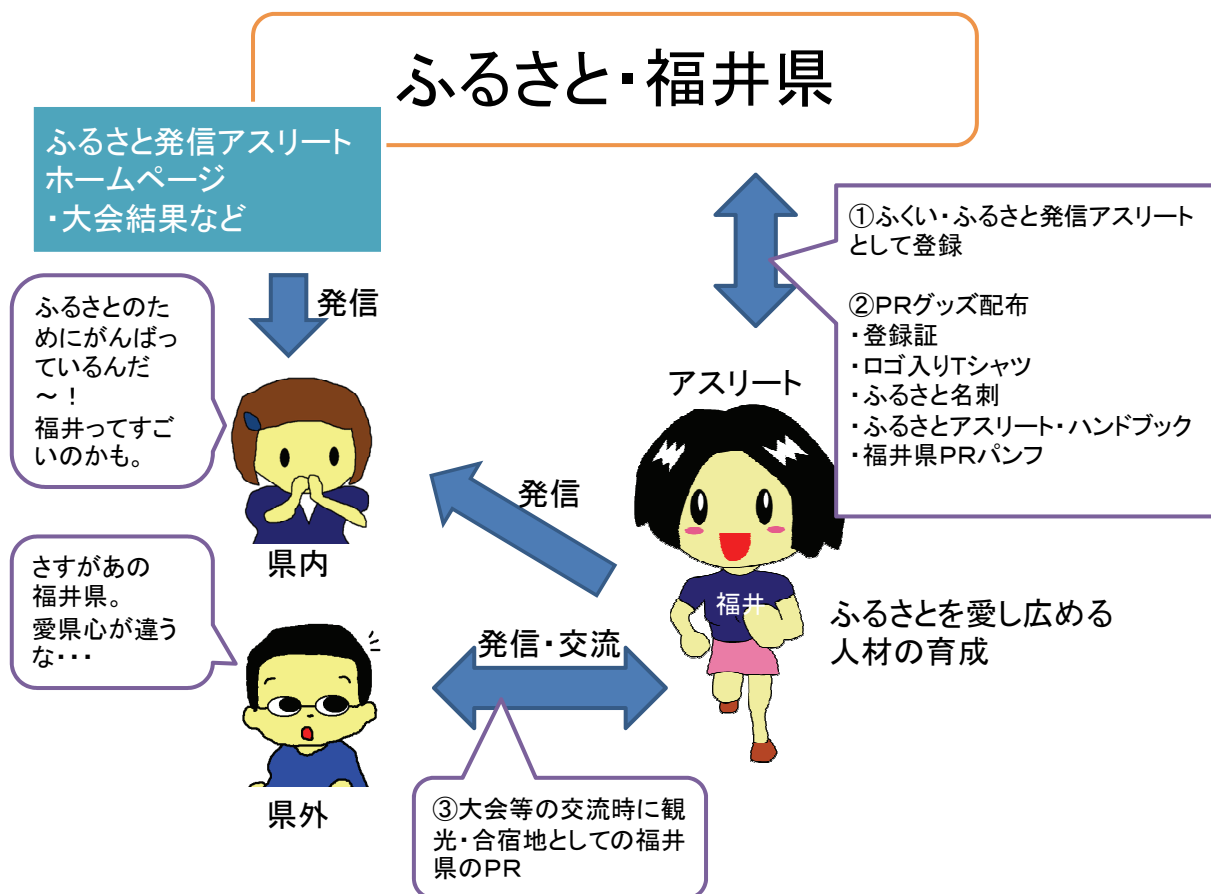 ふるさと・福井県
ふるさと発信アスリート
ホームページ
・大会結果など
発信
ふるさとのた
めにがんばっ
ているんだ
～！
福井ってすご
いのかも。
県内
さすがあの
福井県。
愛県心が違う
な・・・
県外
発信
発信・交流
③大会等の交流時に観
光・合宿地としての福井
県のＰＲ
アスリート
福井
ふるさとを愛し広める
人材の育成
①ふくい・ふるさと発信アスリート
として登録
②ＰＲグッズ配布
・登録証
・ロゴ入りTシャツ
・ふるさと名刺
・ふるさとアスリート・ハンドブック
・福井県ＰＲパンフ